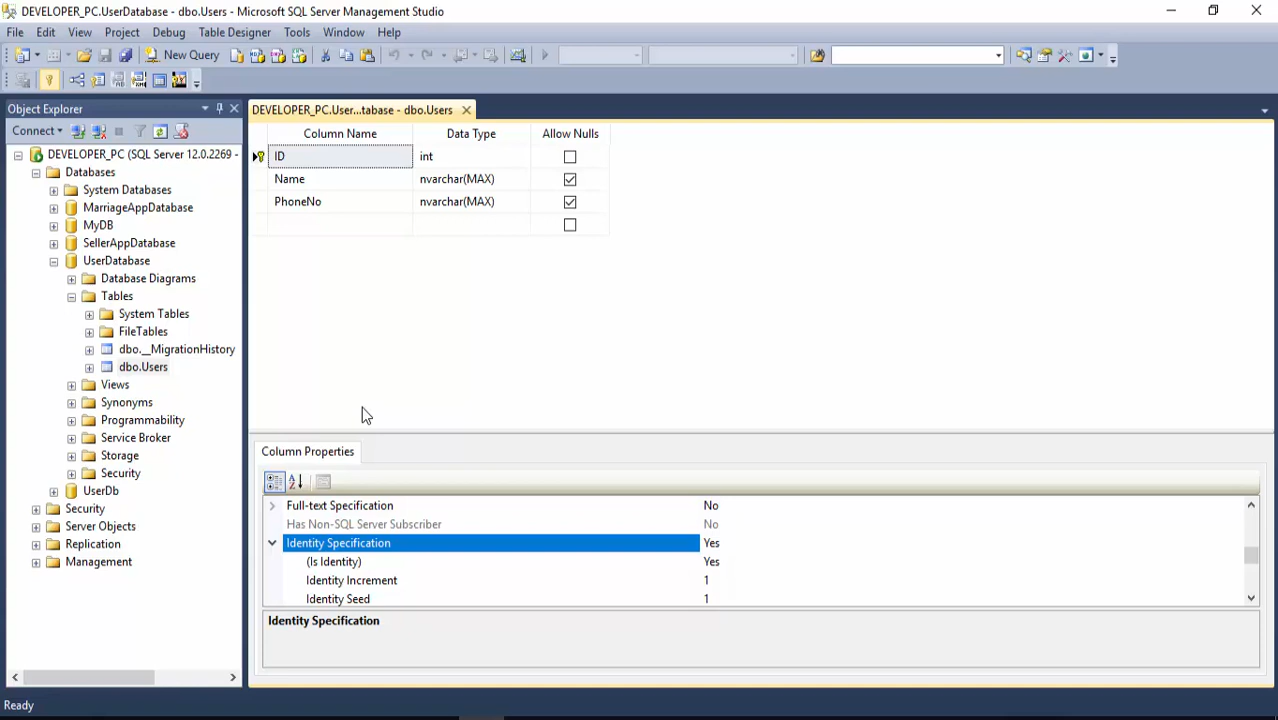 DEVELOPER_PC.UserDatabase - dbo.Users - Microsoft SQL Server Management Studio
File Edit View Project Debug Table Designer Tools Window Help
New Query
Object Explorer
Connect
DEVELOPER_PC (SQL Server 12.0.2269 -
Databases
System Databases
MarriageAppDatabase
MyDB
SellerAppDatabase
UserDatabase
Database Diagrams
Tables
System Tables
FileTables
dbo.__MigrationHistory
dbo.Users
Views
Synonyms
Programmability
Service Broker
Storage
Security
UserDb
Security
Server Objects
Replication
Management
DEVELOPER_PC.User...tabase - dbo.Users
Column Name Data Type Allow Nulls
ID int
Name nvarchar(MAX)
PhoneNo nvarchar(MAX)
Column Properties
Full-text Specification No
Has Non-SQL Server Subscriber No
Identity Specification Yes
(Is Identity) Yes
Identity Increment 1
Identity Seed 1
Identity Specification
Ready